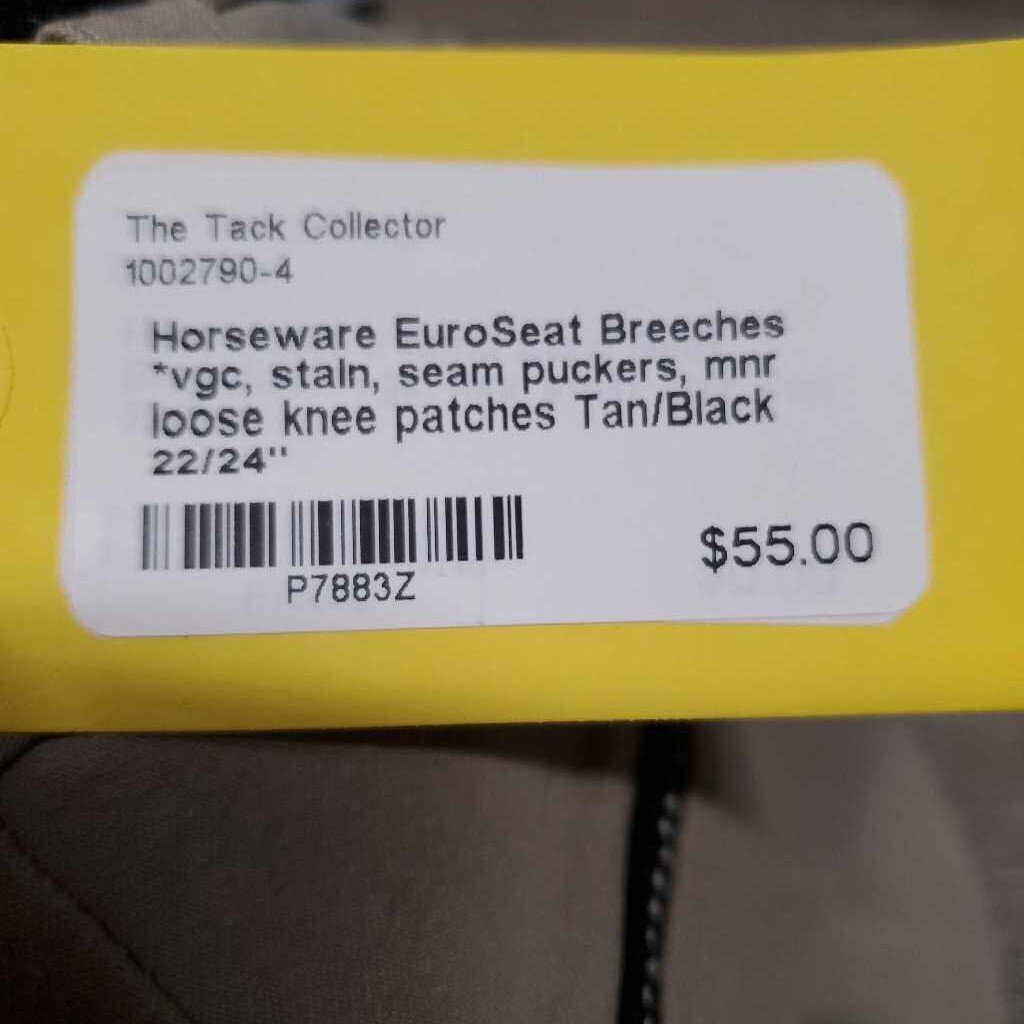 The Tack Collector
1002790-4
Horseware EuroSeat Breeches
*vgc, stain, seam puckers, mnr
loose knee patches Tan/Black
22/24"
P7883Z
$55.00